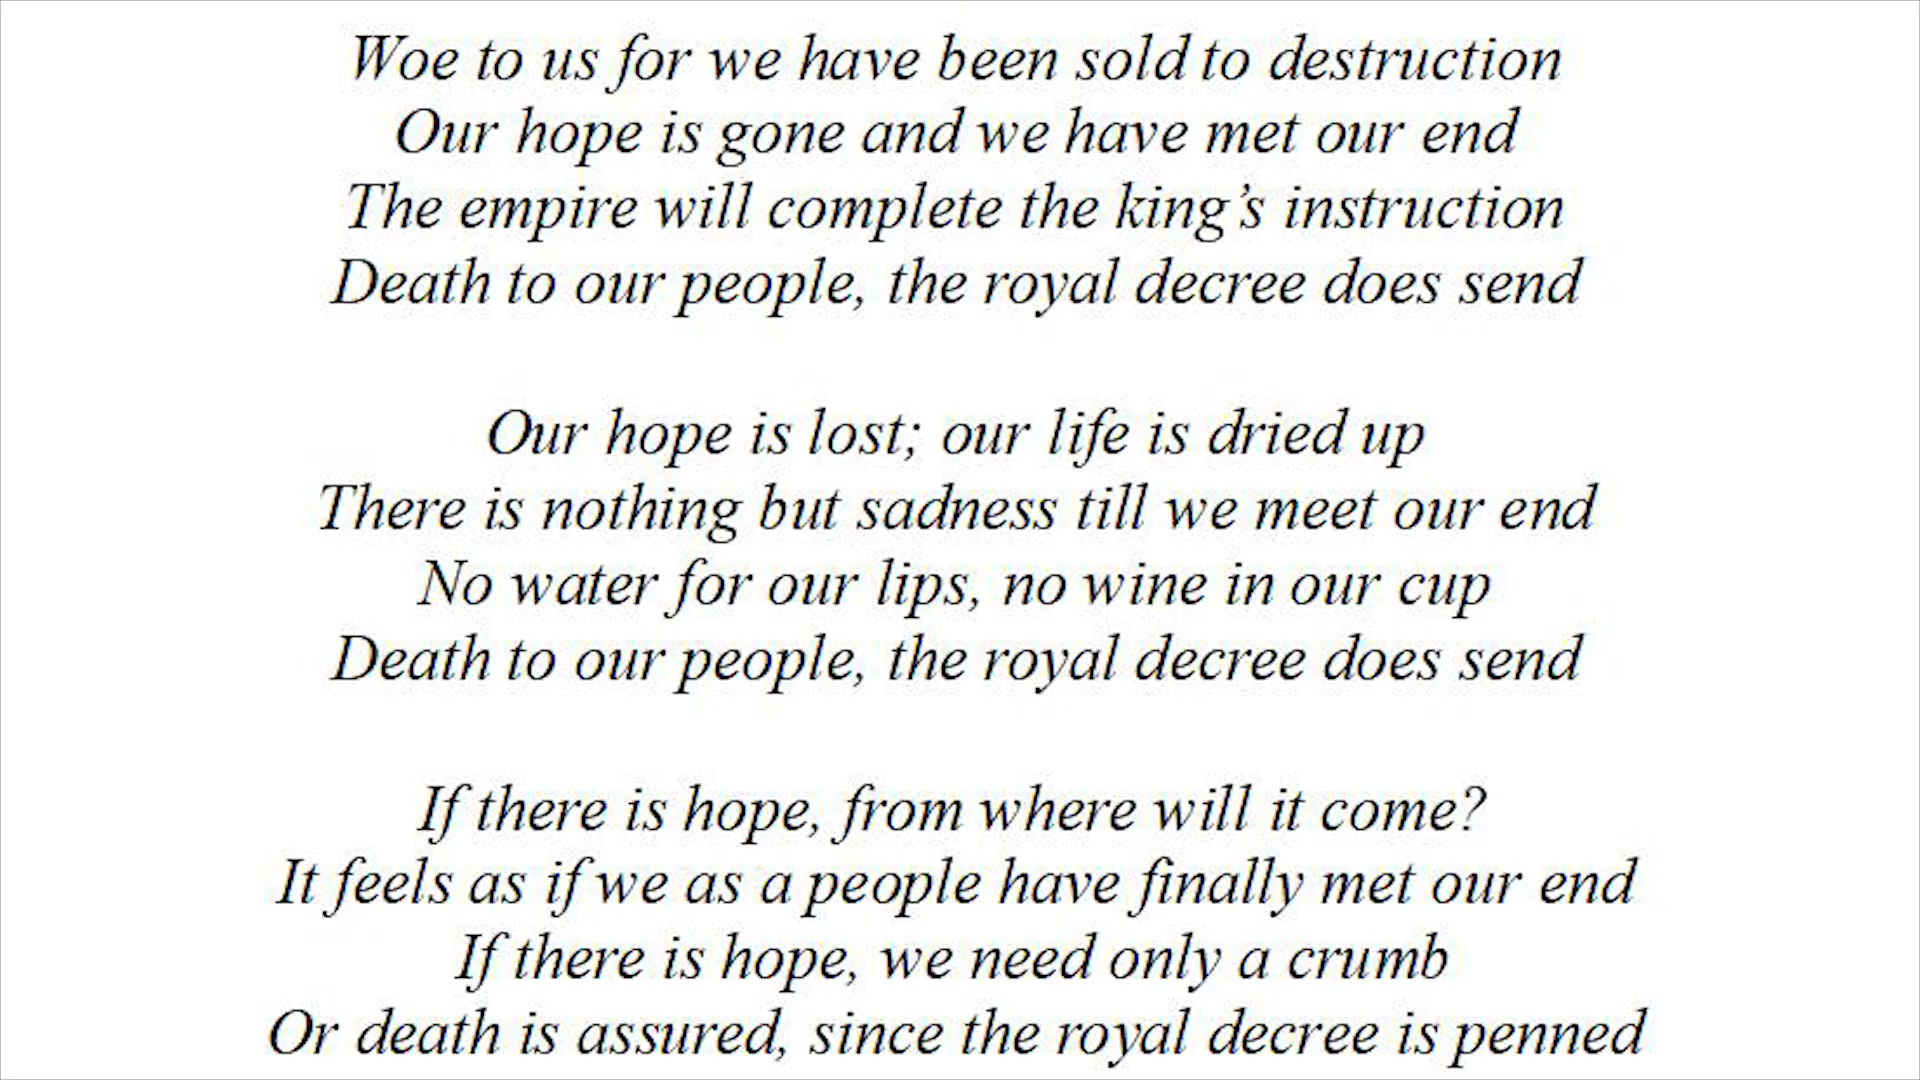 Woe to us for we have been sold to destruction
Our hope is gone and we have met our end
The empire will complete the king’s instruction
Death to our people, the royal decree does send
Our hope is lost; our life is dried up
There is nothing but sadness till we meet our end
No water for our lips, no wine in our cup
Death to our people, the royal decree does send
If there is hope, from where will it come?
It feels as if we as a people have finally met our end
If there is hope, we need only a crumb
Or death is assured, since the royal decree is penned